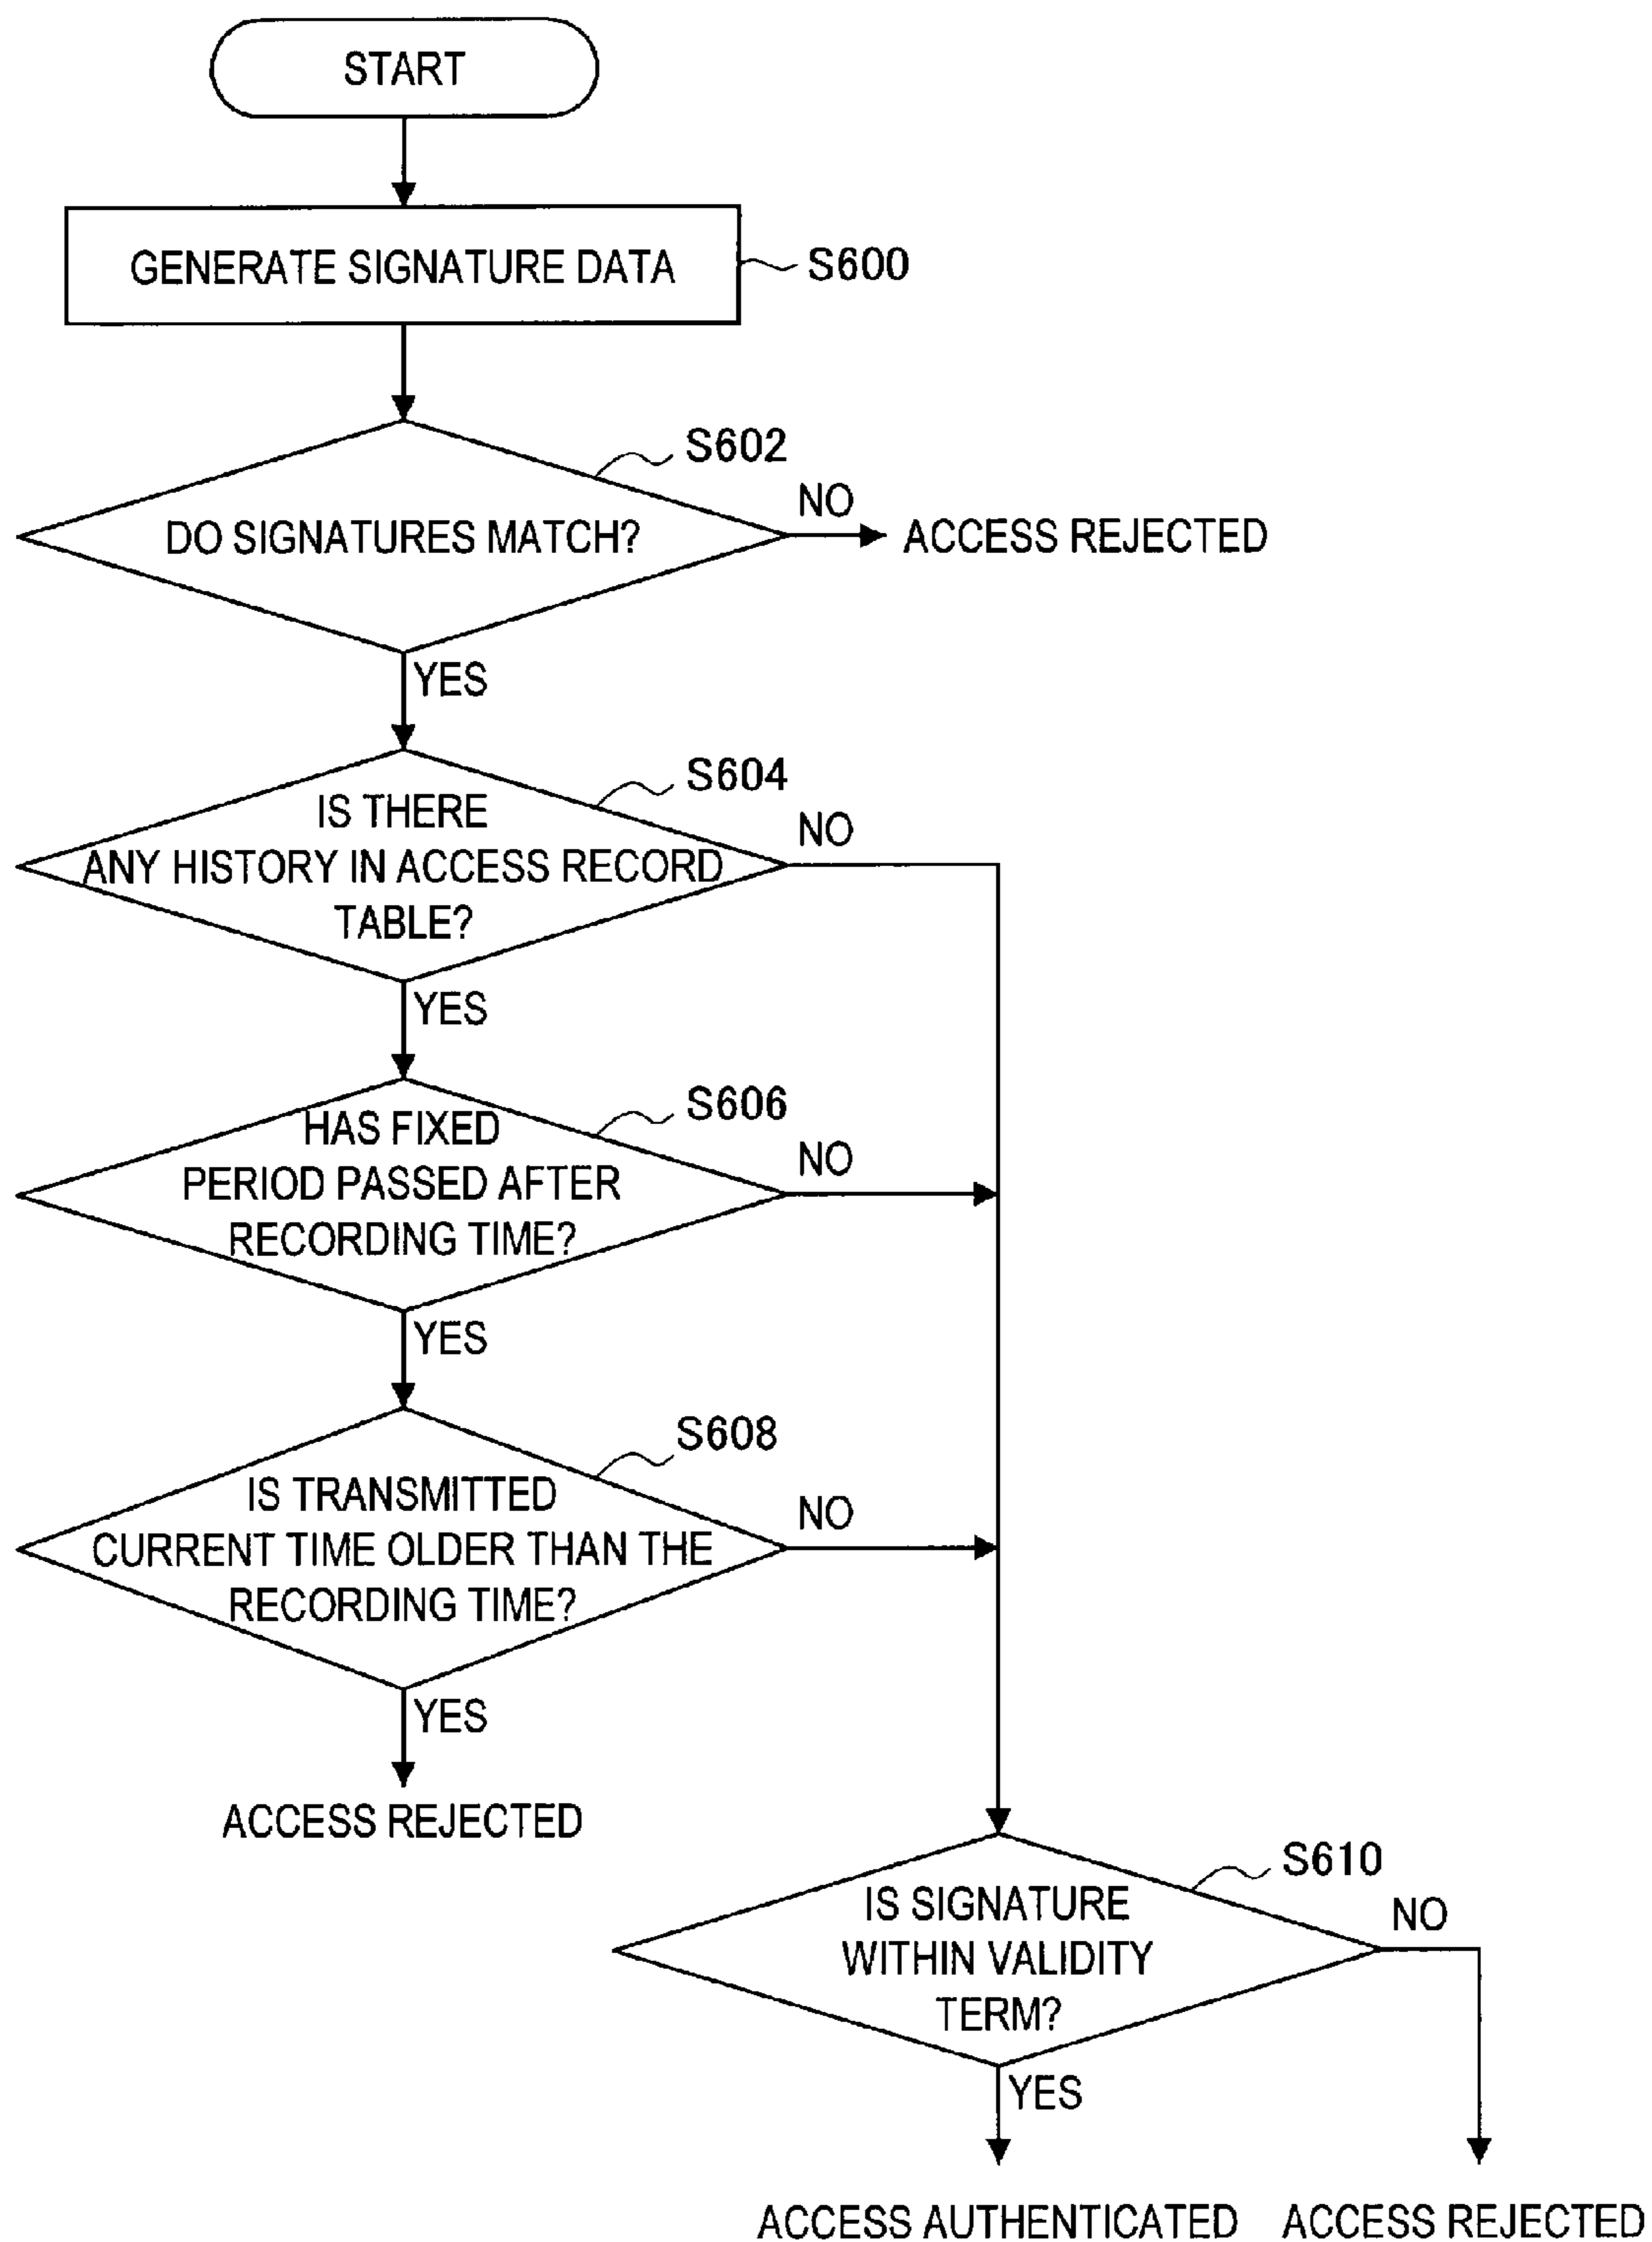 START
GENERATE SIGNATURE DATA
S600
S602
DO SIGNATURES MATCH?
NO
ACCESS REJECTED
YES
S604
IS THERE
ANY HISTORY IN ACCESS RECORD
TABLE?
NO
YES
S606
HAS FIXED
PERIOD PASSED AFTER
RECORDING TIME?
NO
YES
S608
IS TRANSMITTED
CURRENT TIME OLDER THAN THE
RECORDING TIME?
NO
YES
ACCESS REJECTED
S610
IS SIGNATURE
WITHIN VALIDITY
TERM?
NO
YES
ACCESS AUTHENTICATED
ACCESS REJECTED